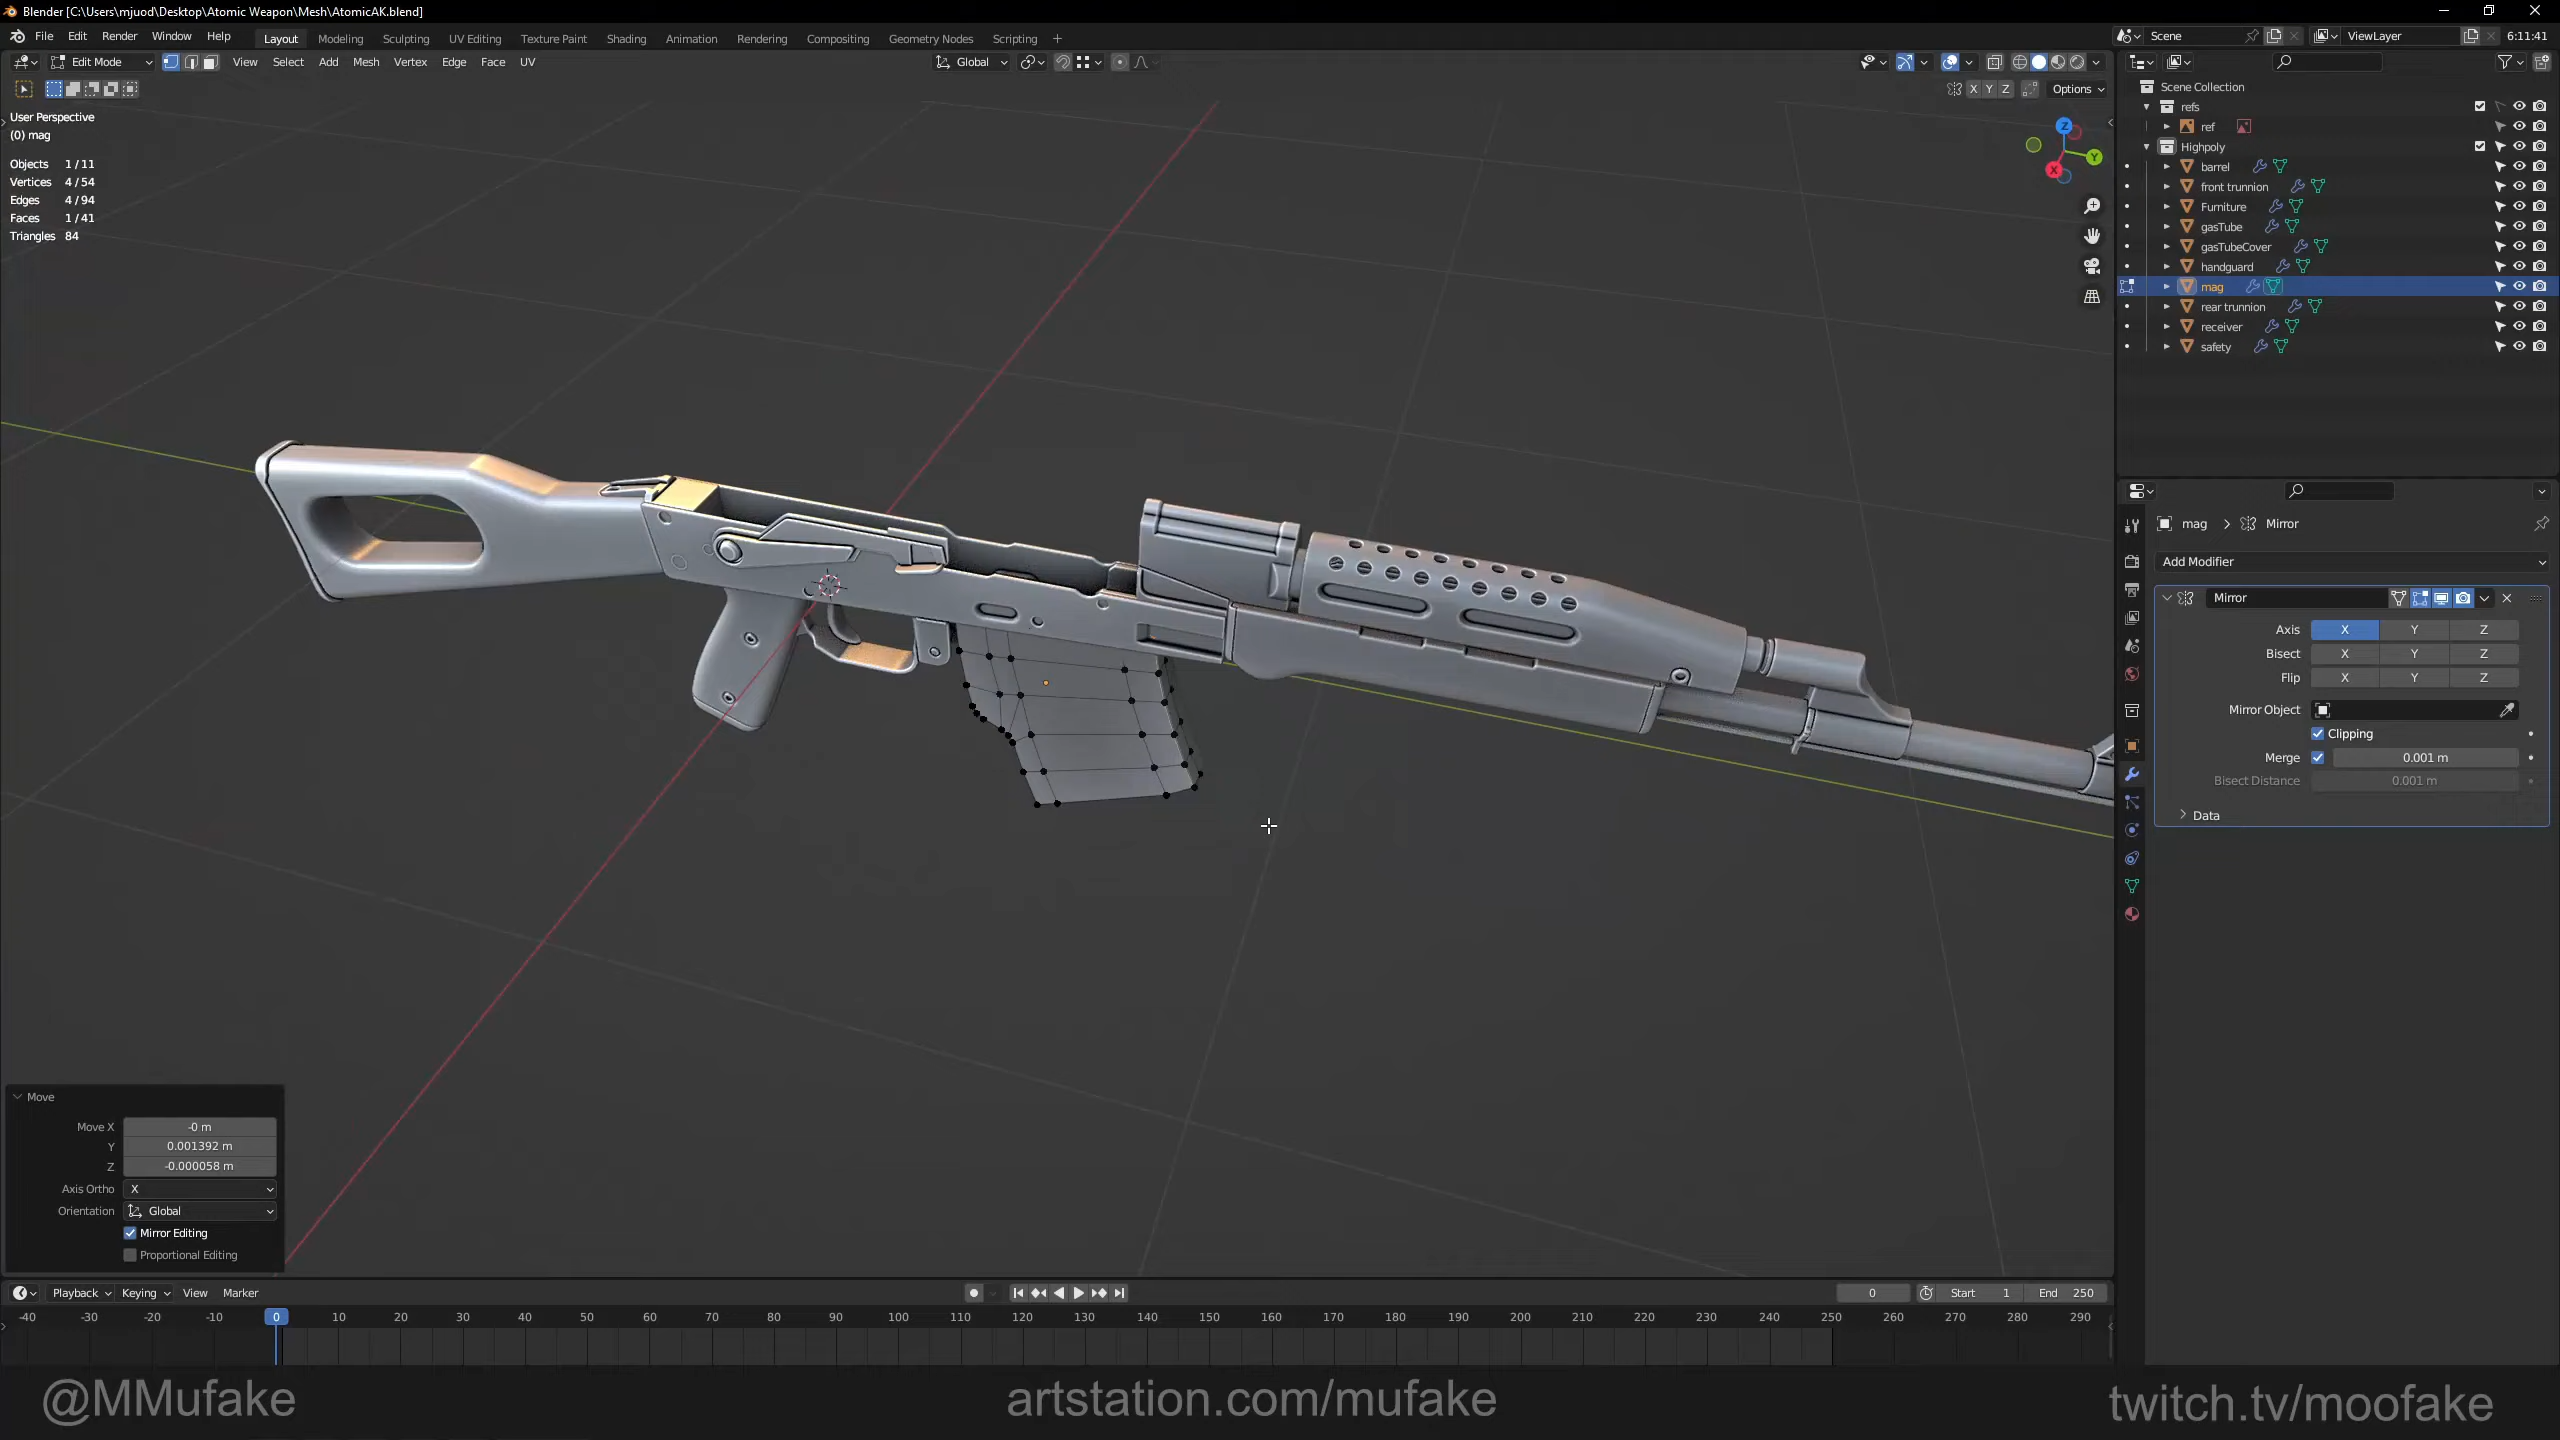 Blender [C:\Users\mjuod\Desktop\Atomic Weapon\Mesh\AtomicAK.blend]
File Edit Render Window Help
Layout Modeling Sculpting UV Editing Texture Paint Shading Animation Rendering Compositing Geometry Nodes Scripting +
Scene
ViewLayer
6:11:41
Edit Mode
View Select Add Mesh Vertex Edge Face UV
Global
X Y Z
Options
User Perspective
(0) mag
Objects 1 / 11
Vertices 4 / 54
Edges 4 / 94
Faces 1 / 41
Triangles 84
Z
Y
X
Scene Collection
refs
ref
Highpoly
barrel
front trunnion
Furniture
gasTube
gasTubeCover
handguard
mag
rear trunnion
receiver
safety
mag > Mirror
Add Modifier
Mirror
Axis X Y Z
Bisect X Y Z
Flip X Y Z
Mirror Object
Clipping
Merge 0.001 m
Bisect Distance 0.001 m
Data
Move
Move X -0 m
Y 0.001392 m
Z -0.000058 m
Axis Ortho X
Orientation Global
Mirror Editing
Proportional Editing
Playback Keying View Marker
0
Start 1
End 250
-40 -30 -20 -10 0 10 20 30 40 50 60 70 80 90 100 110 120 130 140 150 160 170 180 190 200 210 220 230 240 250 260 270 280 290
@MMufake
artstation.com/mufake
twitch.tv/moofake